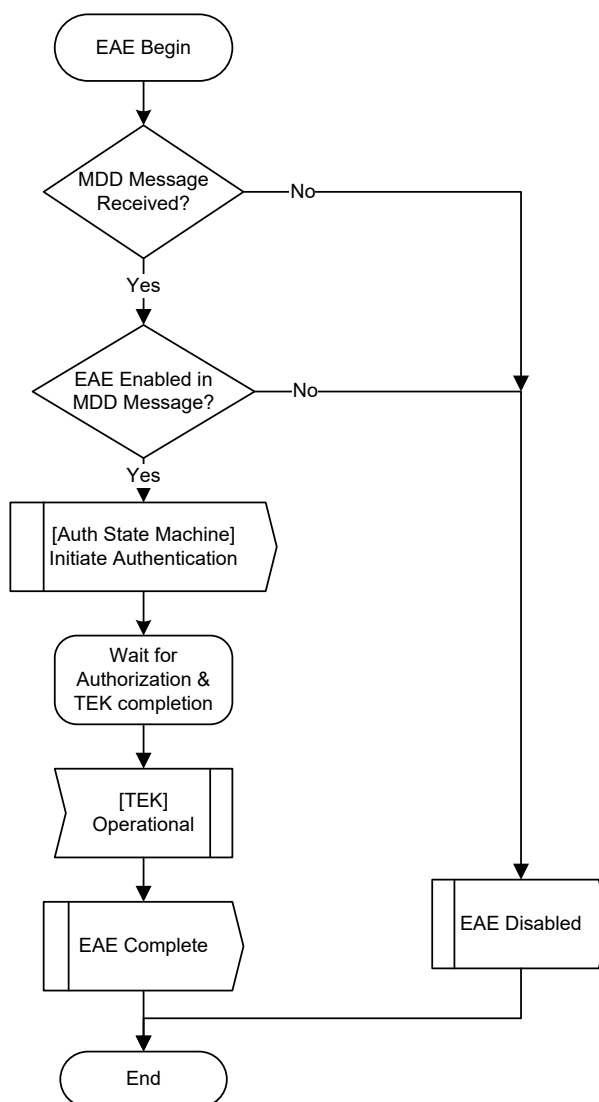 EAE Begin
MDD Message
Received?
No
Yes
EAE Enabled in
MDD Message?
No
Yes
[Auth State Machine]
Initiate Authentication
Wait for
Authorization &
TEK completion
[TEK]
Operational
EAE Complete
EAE Disabled
End